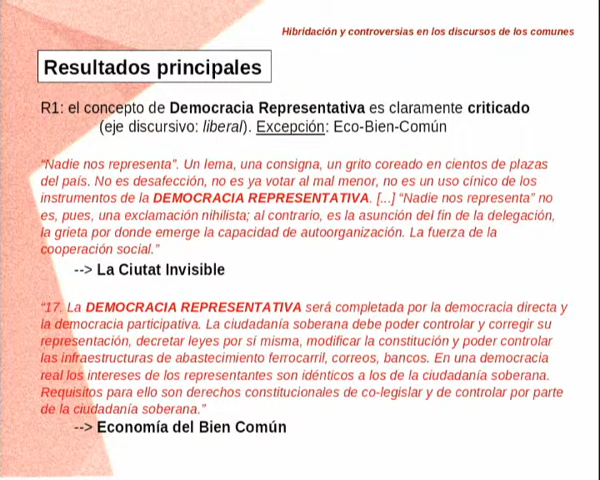 Hibridación y controversias en los discursos de los comunes
Resultados principales
R1: el concepto de Democracia Representativa es claramente criticado
(eje discursivo: liberal). Excepción: Eco-Bien-Común
“Nadie nos representa”. Un lema, una consigna, un grito coreado en cientos de plazas
del país. No es desafección, no es ya votar al mal menor, no es un uso cínico de los
instrumentos de la DEMOCRACIA REPRESENTATIVA. [...] “Nadie nos representa” no
es, pues, una exclamación nihilista; al contrario, es la asunción del fin de la delegación,
la grieta por donde emerge la capacidad de autoorganización. La fuerza de la
cooperación social.”
--> La Ciutat Invisible
“17. La DEMOCRACIA REPRESENTATIVA será completada por la democracia directa y
la democracia participativa. La ciudadanía soberana debe poder controlar y corregir su
representación, decretar leyes por sí misma, modificar la constitución y poder controlar
las infraestructuras de abastecimiento ferrocarril, correos, bancos. En una democracia
real los intereses de los representantes son idénticos a los de la ciudadanía soberana.
Requisitos para ello son derechos constitucionales de co-legislar y de controlar por parte
de la ciudadanía soberana.”
--> Economía del Bien Común